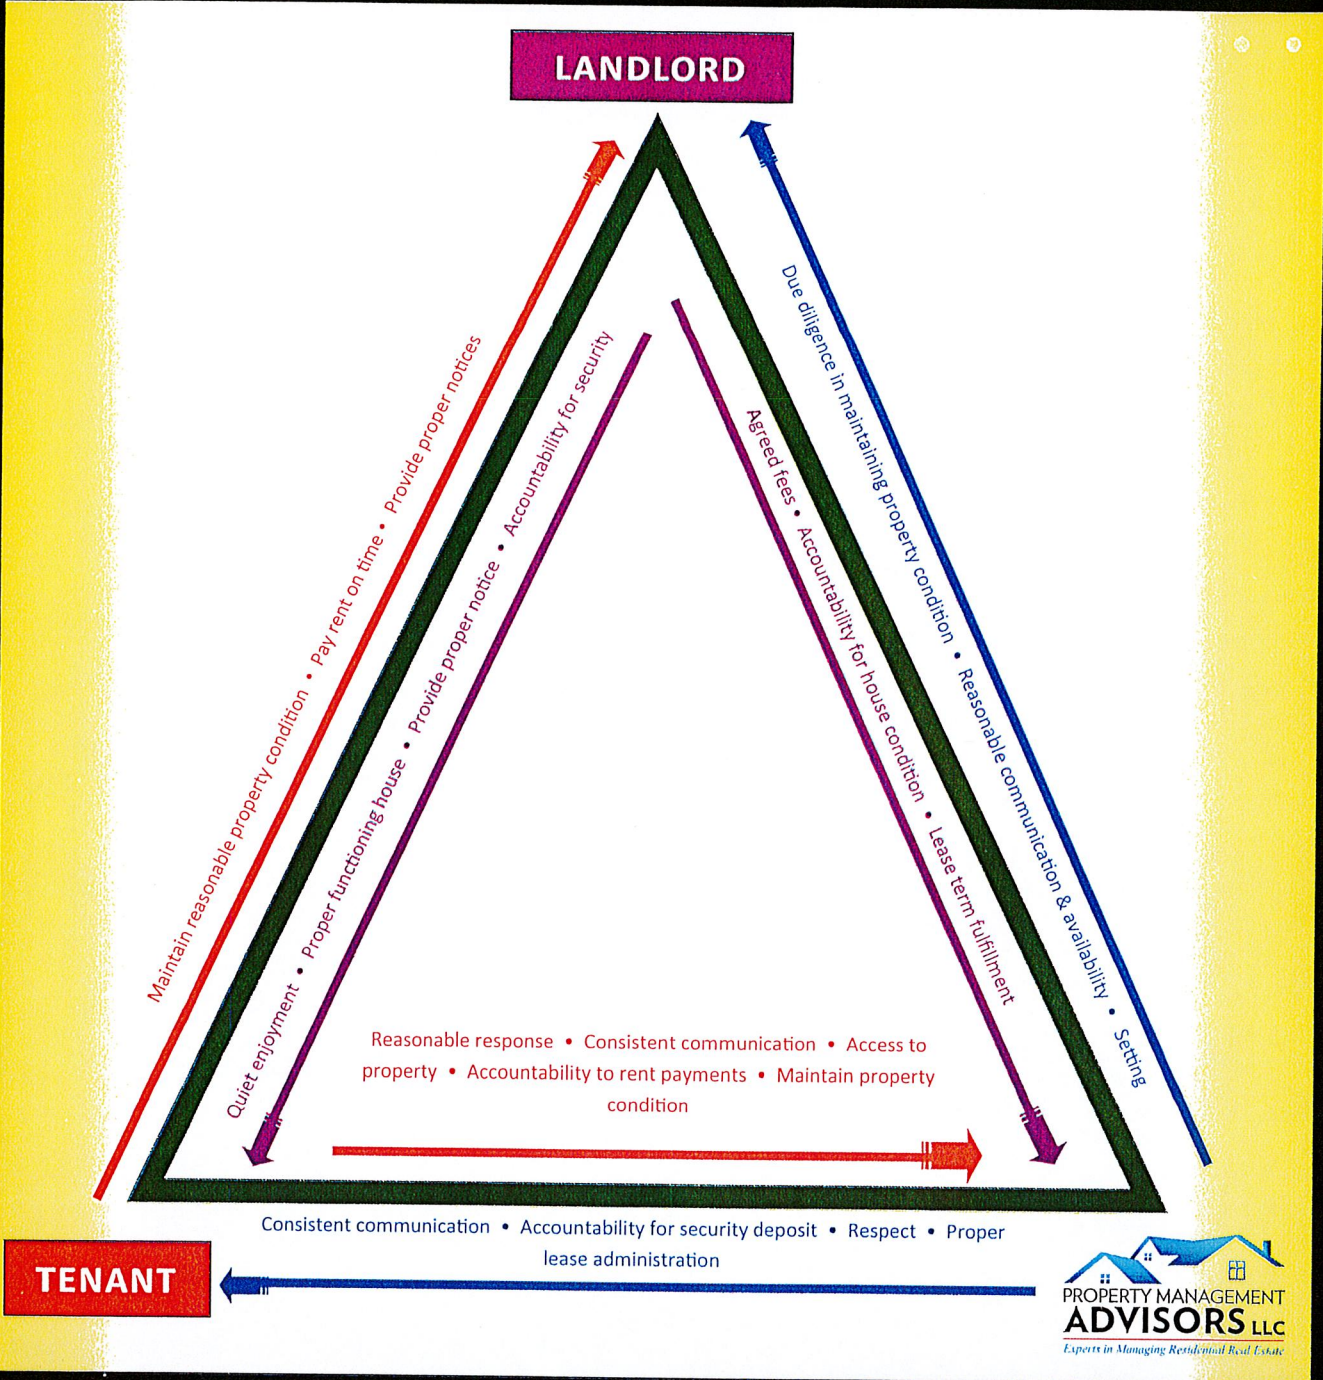 LANDLORD
Maintain reasonable property condition • Pay rent on time • Provide proper notices
Quiet enjoyment • Proper functioning house • Provide proper notice • Accountability for security
Agreed fees • Accountability for house condition • Lease term fulfillment
Due diligence in maintaining property condition • Reasonable communication & availability • Setting
Reasonable response • Consistent communication • Access to
property • Accountability to rent payments • Maintain property
condition
Consistent communication • Accountability for security deposit • Respect • Proper
lease administration
TENANT
PROPERTY MANAGEMENT
ADVISORS LLC
Experts in Managing Residential Real Estate